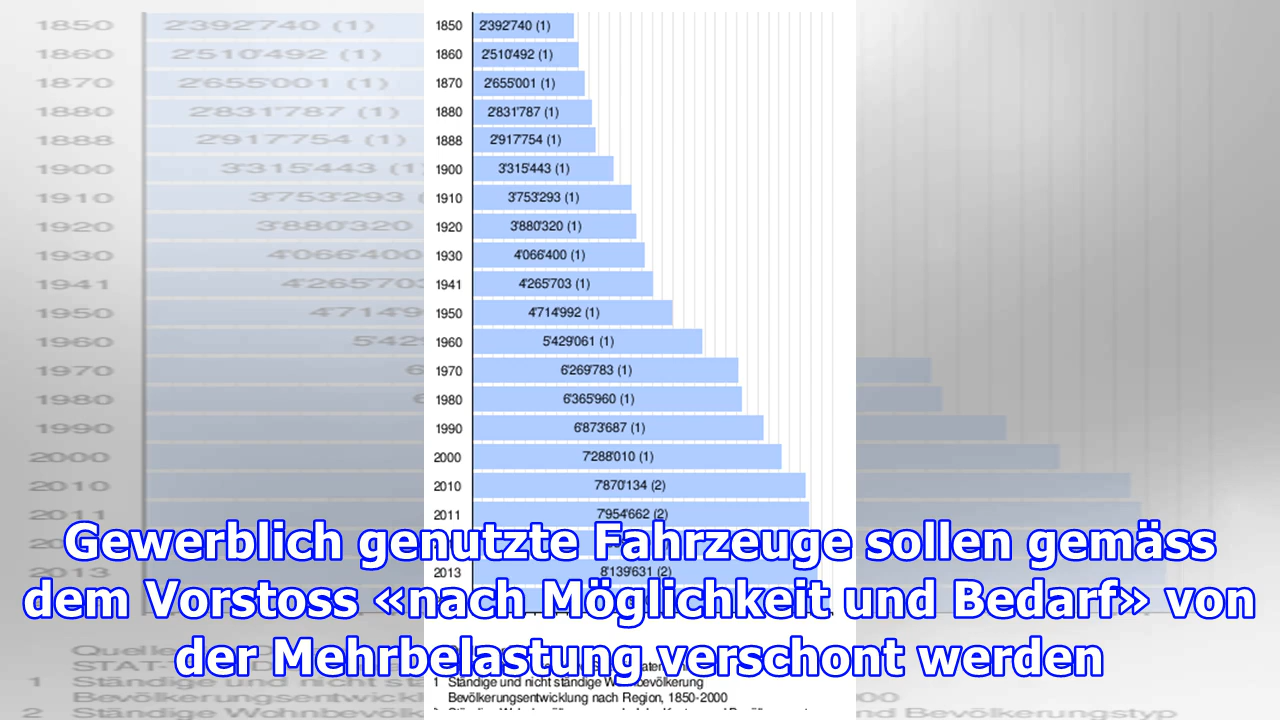 1850 2'392'740 (1)
1860 2'510'492 (1)
1870 2'655'001 (1)
1880 2'831'787 (1)
1888 2'917'754 (1)
1900 3'315'443 (1)
1910 3'753'293 (1)
1920 3'880'320 (1)
1930 4'066'400 (1)
1941 4'265'703 (1)
1950 4'714'992 (1)
1960 5'429'061 (1)
1970 6'269'783 (1)
1980 6'365'960 (1)
1990 6'873'687 (1)
2000 7'288'010 (1)
2010 7'870'134 (2)
2011 7'954'662 (2)
2013 8'139'631 (2)
Gewerblich genutzte Fahrzeuge sollen gemäss
dem Vorstoss «nach Möglichkeit und Bedarf» von
der Mehrbelastung verschont werden
1 Ständige und nicht ständige Wohnbevölkerung
Bevölkerungsentwicklung nach Region, 1850-2000